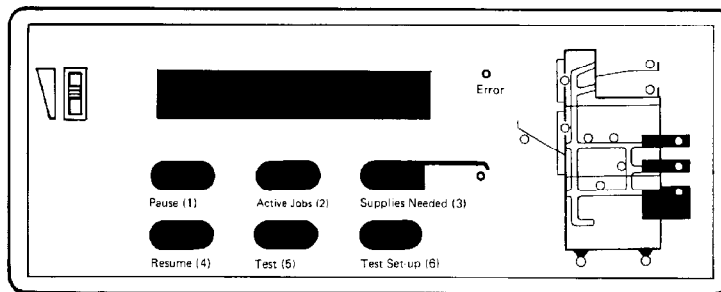 Error
Pause (1)
Active Jobs (2)
Supplies Needed (3)
Resume (4)
Test (5)
Test Set-up (6)